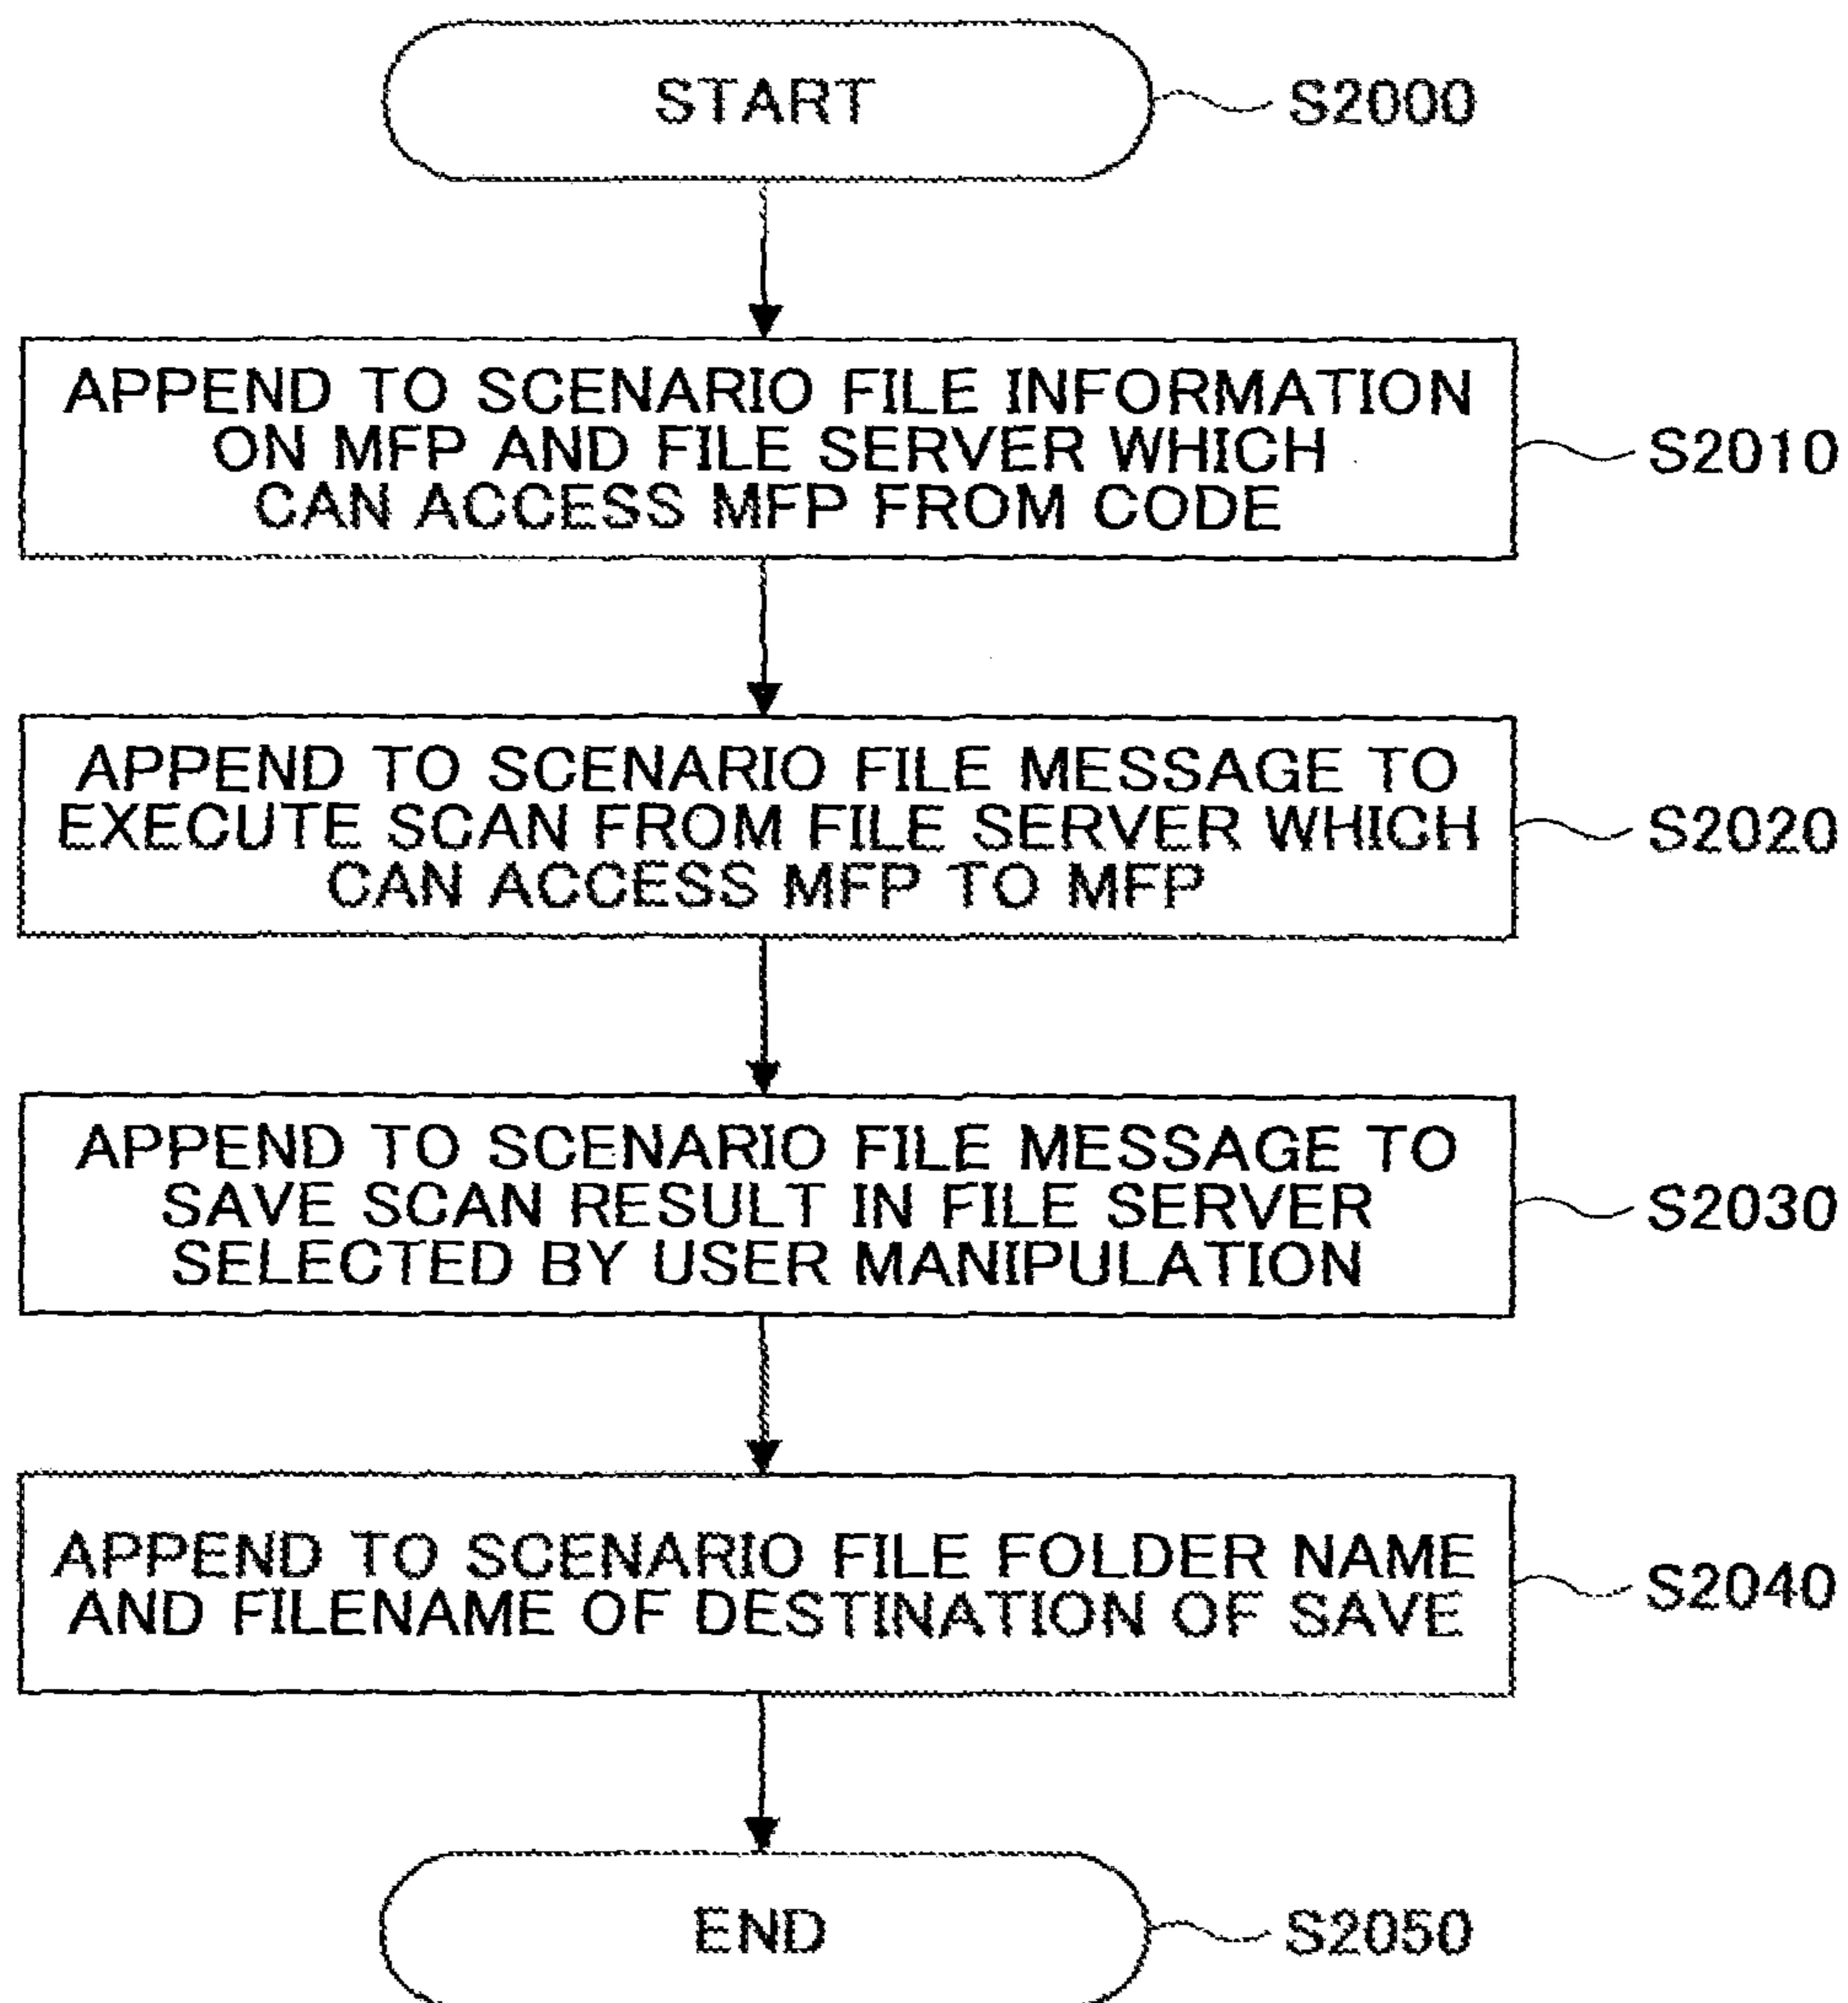 START
S2000
APPEND TO SCENARIO FILE INFORMATION
ON MFP AND FILE SERVER WHICH
CAN ACCESS MFP FROM CODE
S2010
APPEND TO SCENARIO FILE MESSAGE TO
EXECUTE SCAN FROM FILE SERVER WHICH
CAN ACCESS MFP TO MFP
S2020
APPEND TO SCENARIO FILE MESSAGE TO
SAVE SCAN RESULT IN FILE SERVER
SELECTED BY USER MANIPULATION
S2030
APPEND TO SCENARIO FILE FOLDER NAME
AND FILENAME OF DESTINATION OF SAVE
S2040
END
S2050